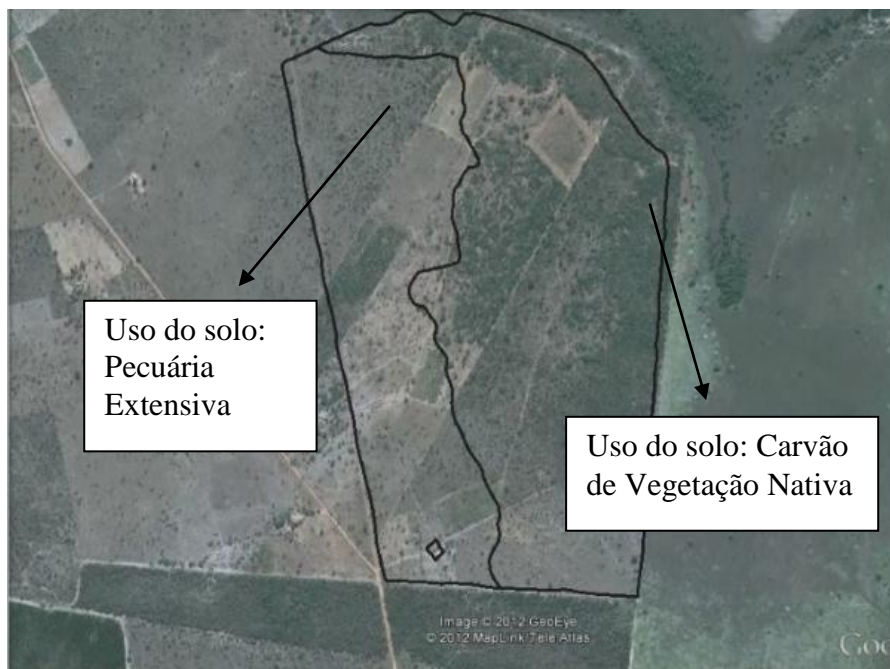 Uso do solo:
Pecuária
Extensiva
Uso do solo: Carvão
de Vegetação Nativa
Image © 2012 GeoEye
© 2012 MapLink/Tele Atlas
Goo